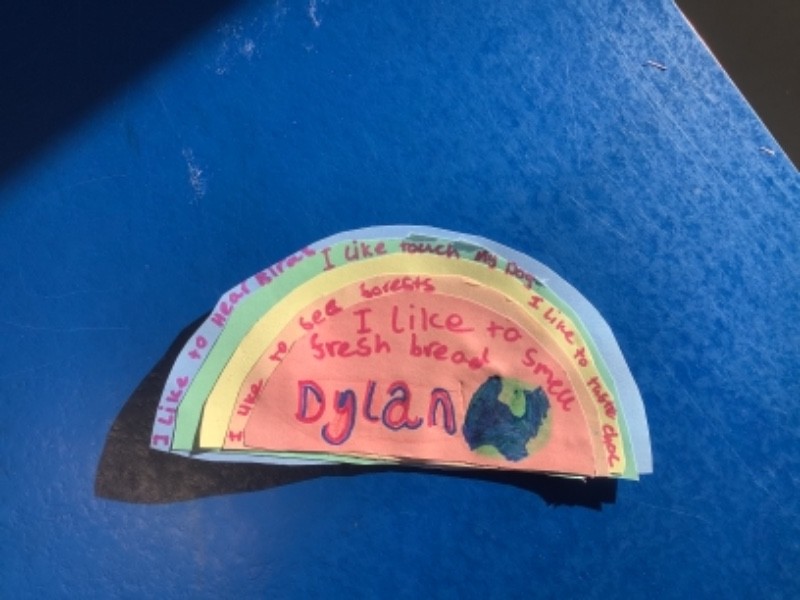 I Like to Hear Birds
I Like touch my Dog
I Like to taste choc
I like to see borests
I like to smell
fresh bread
Dylan